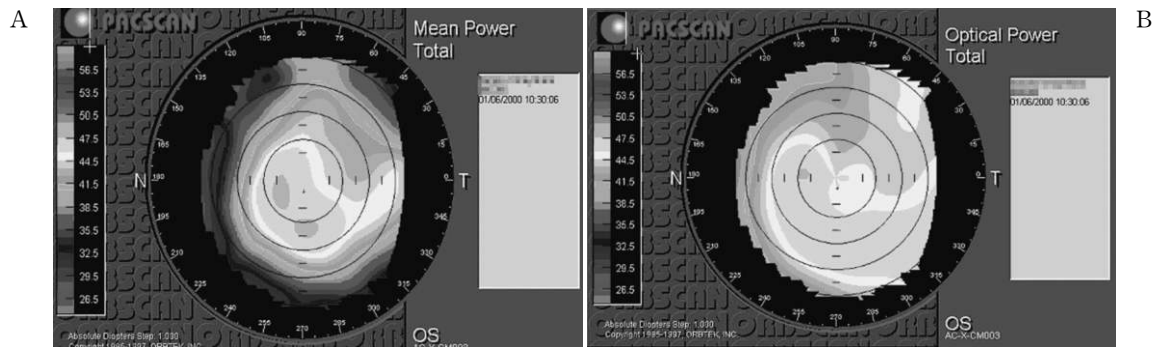 A
B
PACSCAN
Mean Power
Total
56.5
53.5
50.5
47.5
44.5
41.5
38.5
35.5
32.5
29.5
26.5
120
105
90
75
60
45
30
15
0
345
330
315
300
285
270
255
240
225
210
195
180
165
150
135
N
T
01/06/2000 10:30:06
Absolute Diopters Step: 1.000
Copyright 1995-1997, ORBTEK, INC.
OS
AC-X-CM003
PACSCAN
Optical Power
Total
56.5
53.5
50.5
47.5
44.5
41.5
38.5
35.5
32.5
29.5
26.5
N
T
01/06/2000 10:30:06
Absolute Diopters Step: 1.000
Copyright 1995-1997, ORBTEK, INC.
OS
AC-X-CM003